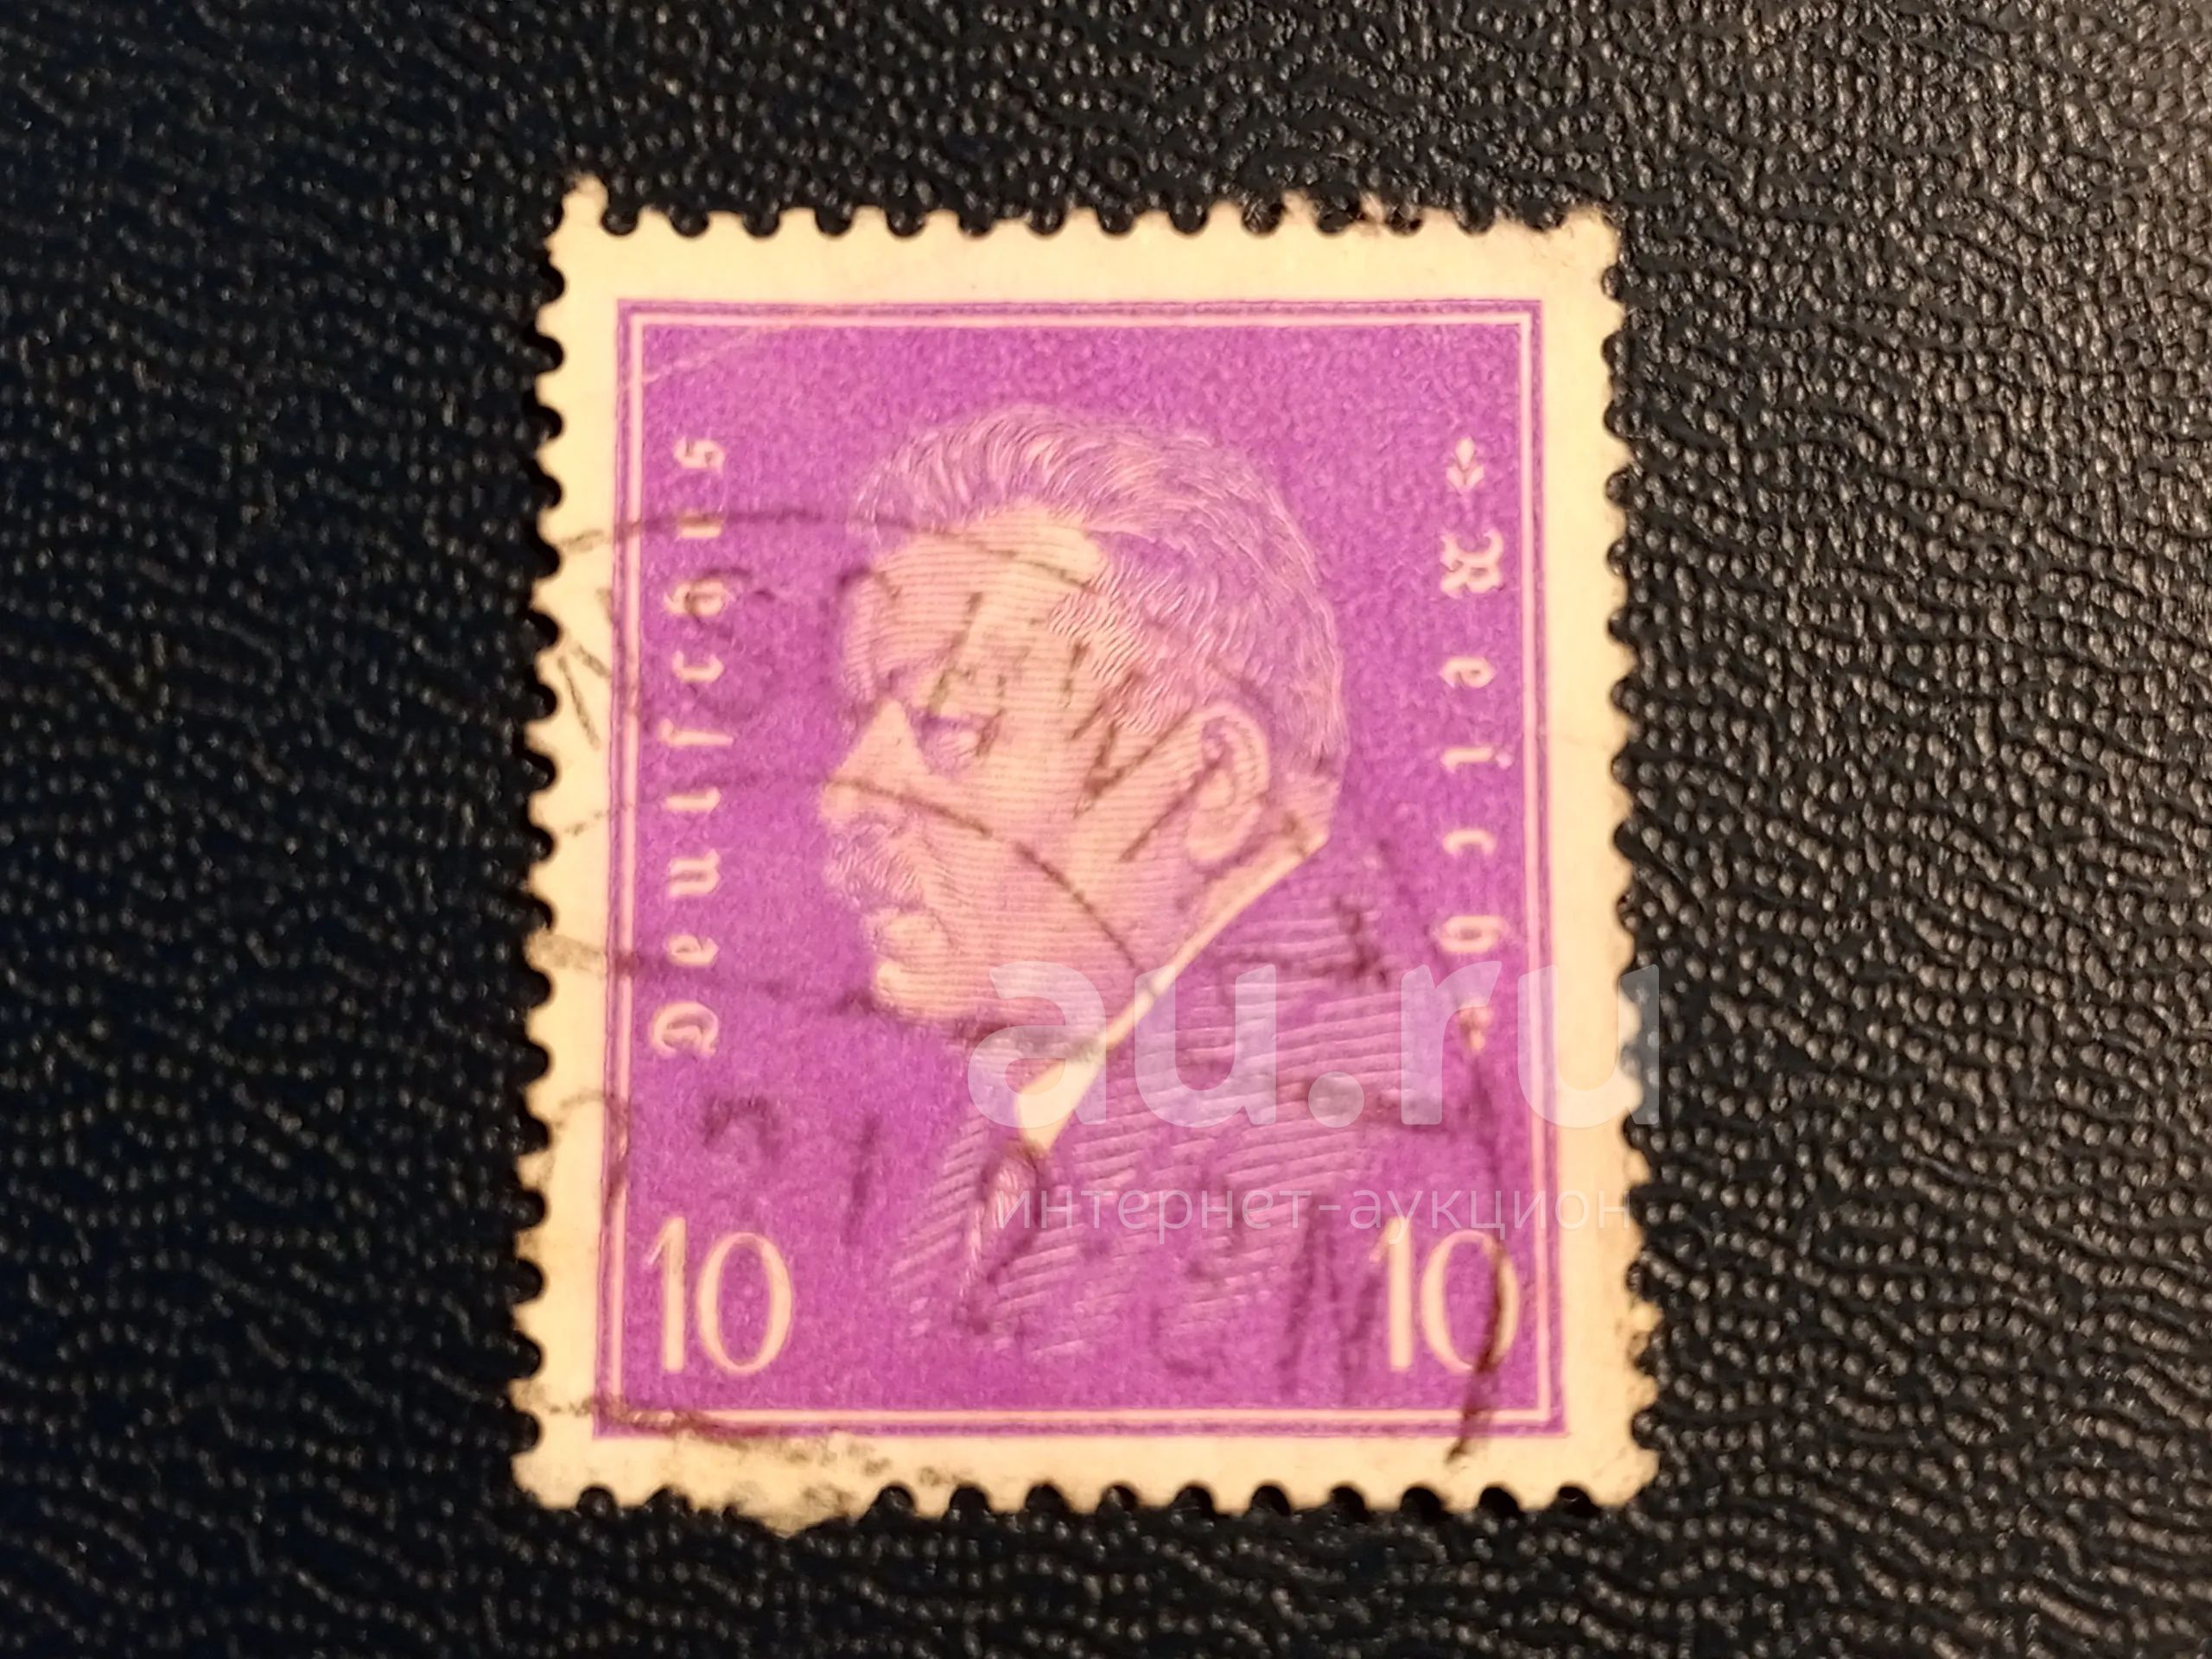 Deutsches
Reich
10
10
au.ru
интернет-аукцион